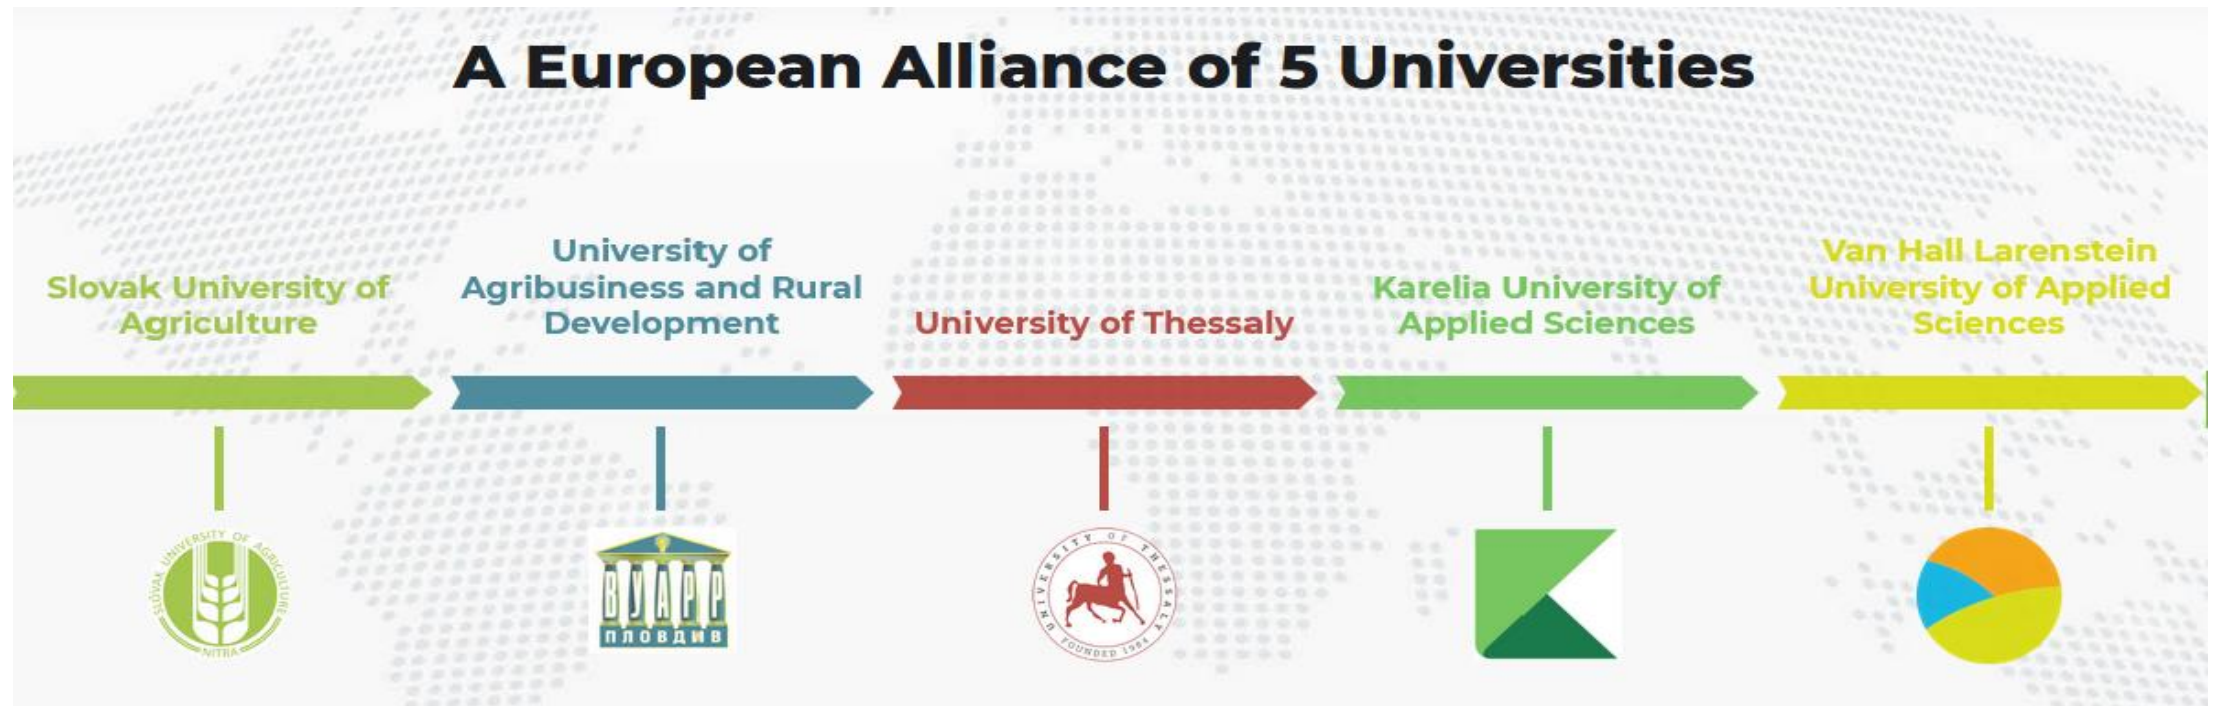 A European Alliance of 5 Universities
Slovak University of
Agriculture
University of
Agribusiness and Rural
Development
University of Thessaly
Karelia University of
Applied Sciences
Van Hall Larenstein
University of Applied
Sciences
SLOVAK UNIVERSITY OF AGRICULTURE
NITRA
ВУАРР
ПЛОВДИВ
UNIVERSITY OF THESSALY
FOUNDED 1984